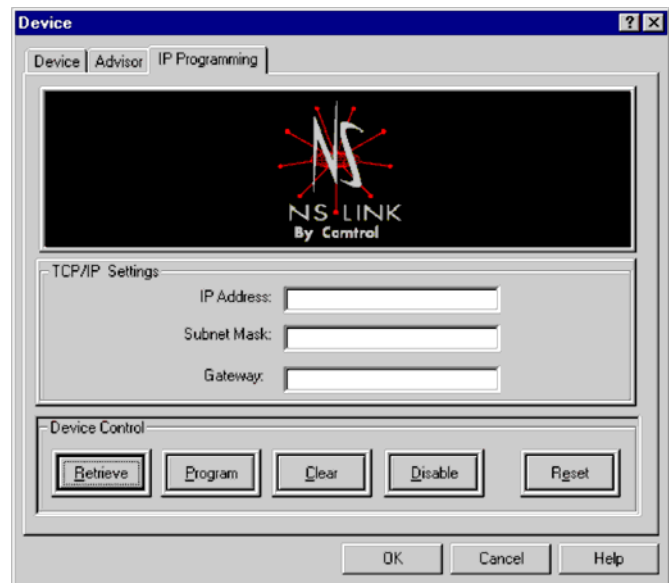 Device
Device Advisor IP Programming
NS
NS LINK
By Comtrol
TCP/IP Settings
IP Address:
Subnet Mask:
Gateway:
Device Control
Retrieve Program Clear Disable Reset
OK Cancel Help